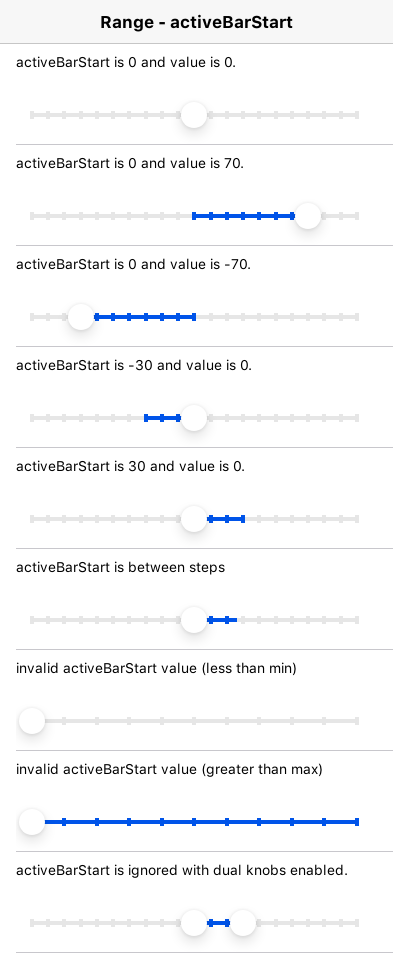 Range - activeBarStart
activeBarStart is 0 and value is 0.
activeBarStart is 0 and value is 70.
activeBarStart is 0 and value is -70.
activeBarStart is -30 and value is 0.
activeBarStart is 30 and value is 0.
activeBarStart is between steps
invalid activeBarStart value (less than min)
invalid activeBarStart value (greater than max)
activeBarStart is ignored with dual knobs enabled.